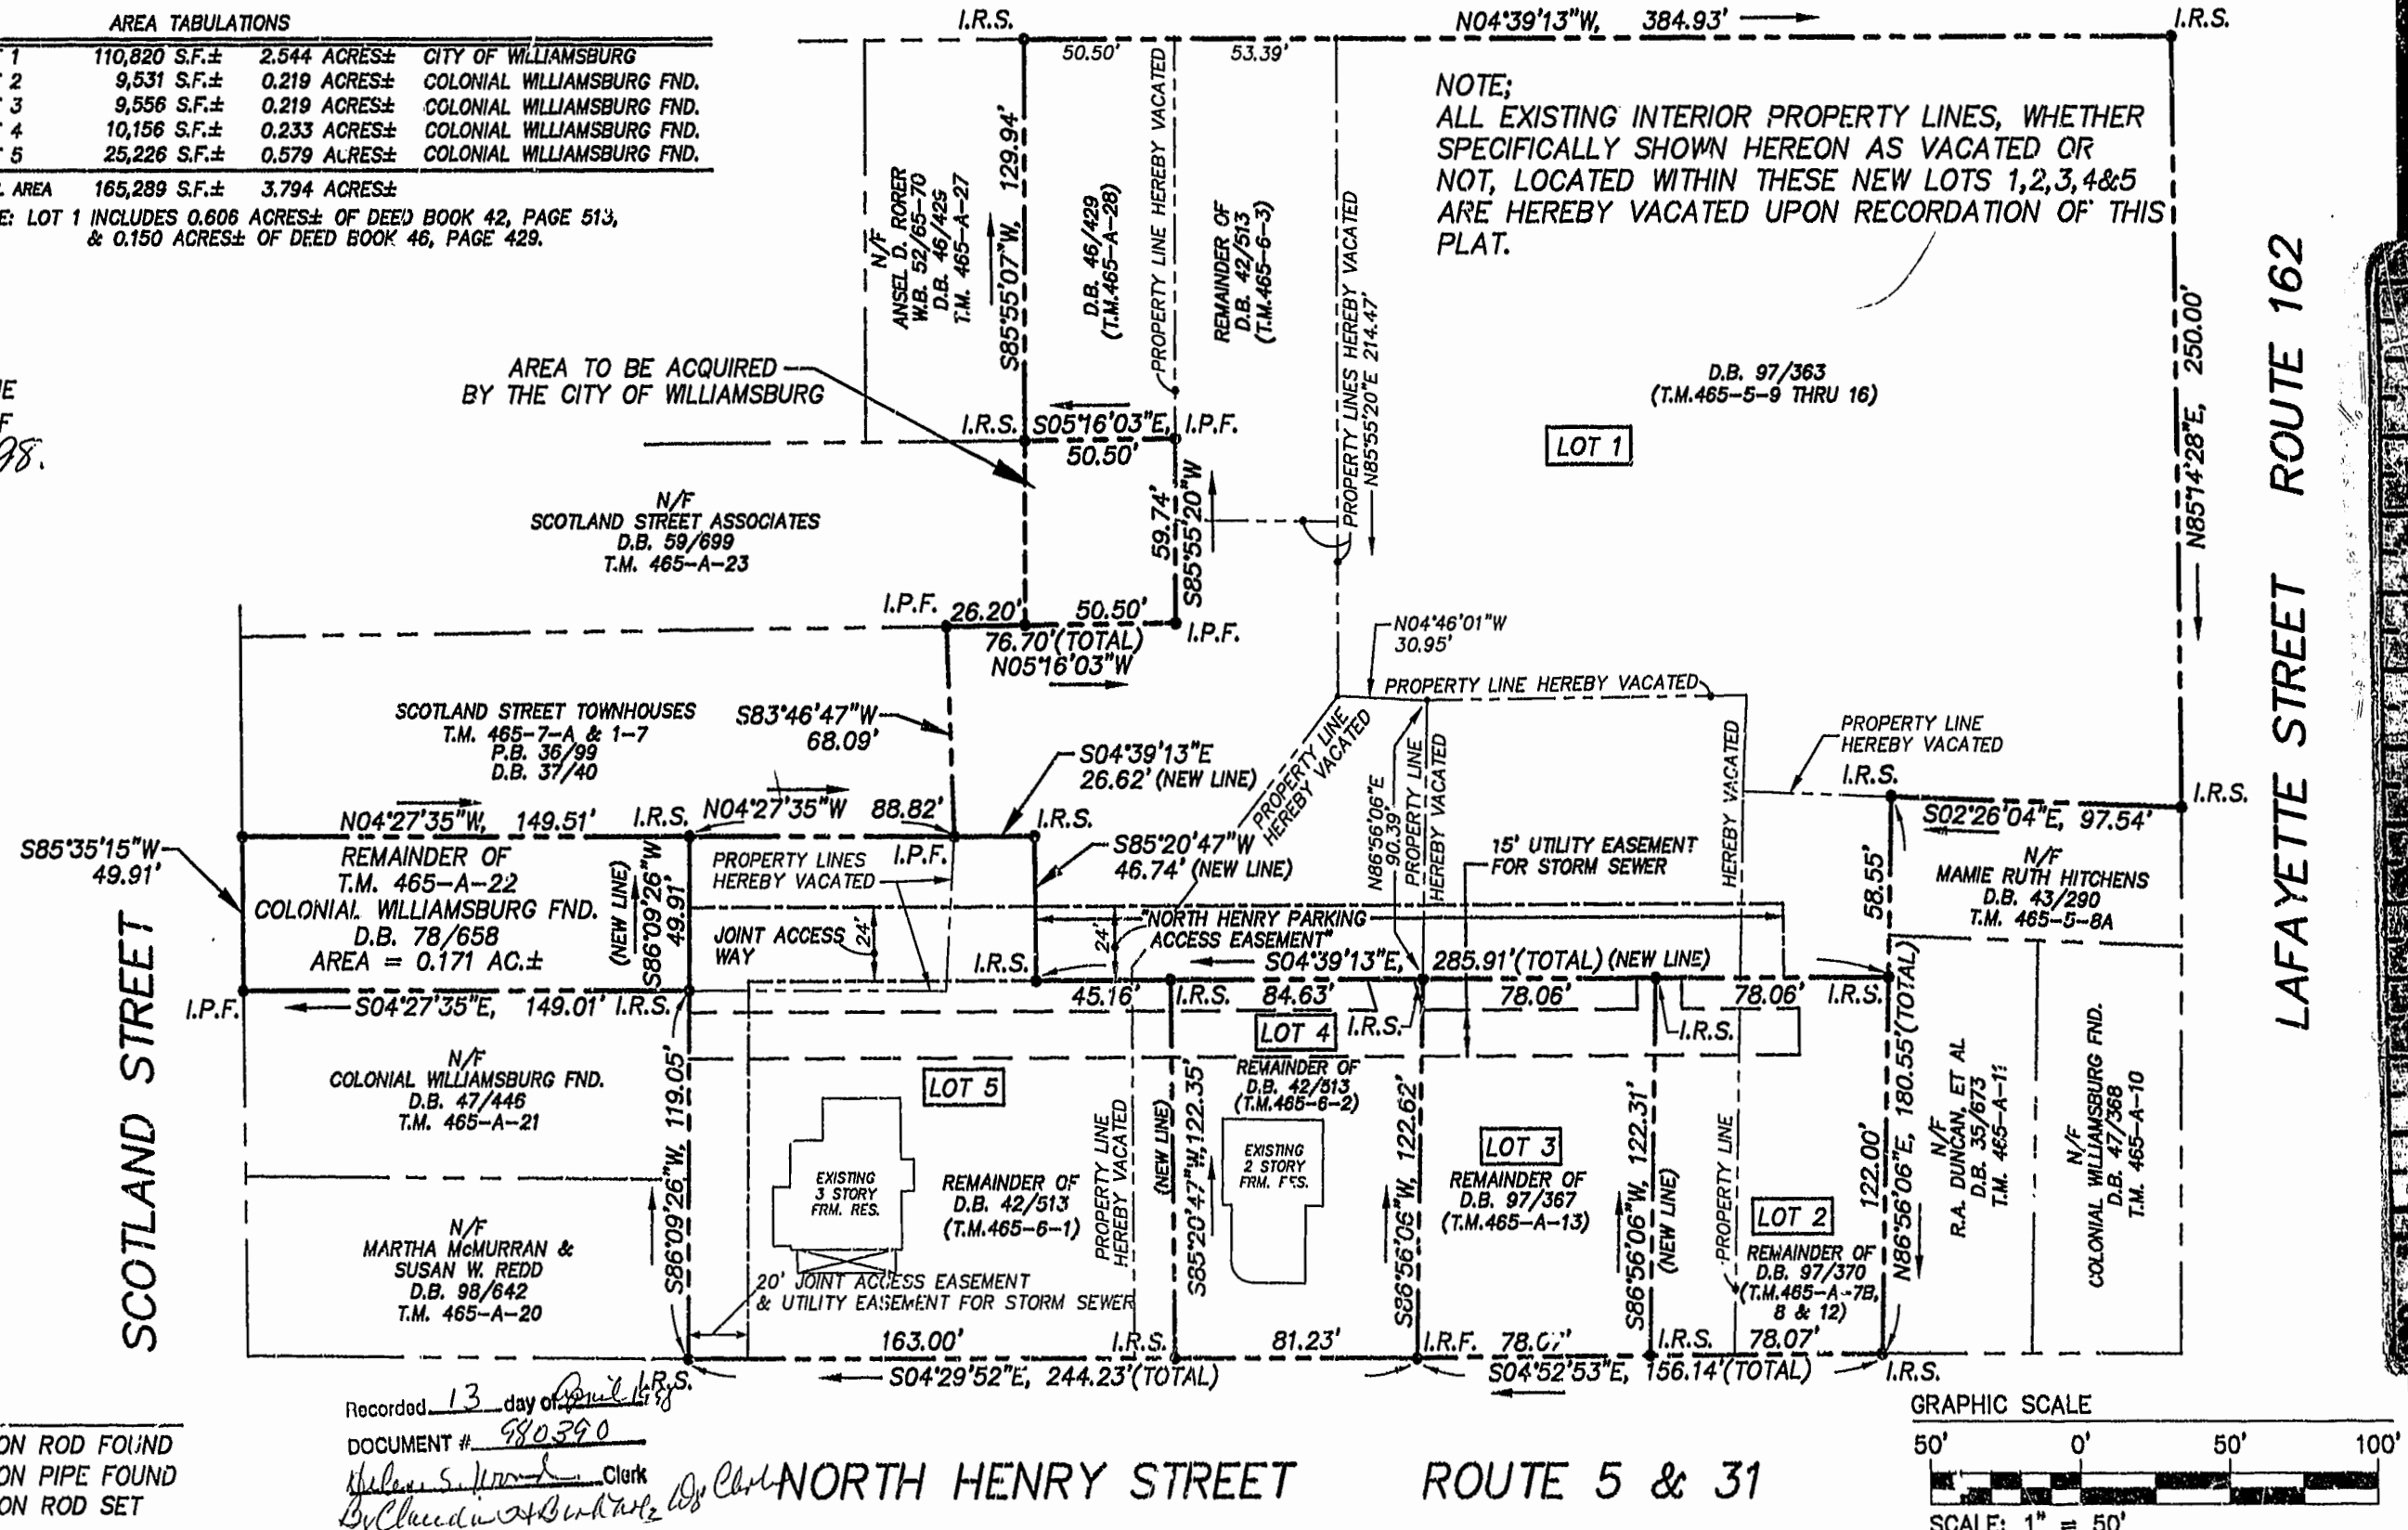 AREA TABULATIONS
1 110,820 S.F.± 2.544 ACRES± CITY OF WILLIAMSBURG
2 9,531 S.F.± 0.219 ACRES± COLONIAL WILLIAMSBURG FND.
3 9,556 S.F.± 0.219 ACRES± COLONIAL WILLIAMSBURG FND.
4 10,156 S.F.± 0.233 ACRES± COLONIAL WILLIAMSBURG FND.
5 25,226 S.F.± 0.579 ACRES± COLONIAL WILLIAMSBURG FND.
AREA 165,289 S.F.± 3.794 ACRES±
E: LOT 1 INCLUDES 0.606 ACRES± OF DEED BOOK 42, PAGE 513,
& 0.150 ACRES± OF DEED BOOK 46, PAGE 429.
E
F
98.
I.R.S.
N04°39'13"W, 384.93'
I.R.S.
50.50'
53.39'
NOTE;
ALL EXISTING INTERIOR PROPERTY LINES, WHETHER
SPECIFICALLY SHOWN HEREON AS VACATED OR
NOT, LOCATED WITHIN THESE NEW LOTS 1,2,3,4&5
ARE HEREBY VACATED UPON RECORDATION OF THIS
PLAT.
N/F
ANSEL D. RORER
W.B. 52/65-70
D.B. 46/429
T.M. 465-A-27
S85°55'07"W, 129.94'
D.B. 46/429
(T.M.465-A-28)
PROPERTY LINE HEREBY VACATED
REMAINDER OF
D.B. 42/513
(T.M.465-6-3)
PROPERTY LINES HEREBY VACATED
N85°55'20"E 214.47'
D.B. 97/363
(T.M.465-5-9 THRU 16)
LOT 1
N85°14'28"E, 250.00'
LAFAYETTE STREET ROUTE 162
AREA TO BE ACQUIRED
BY THE CITY OF WILLIAMSBURG
I.R.S.
S05°16'03"E,
I.P.F.
50.50'
59.74'
S85°55'20"W
N/F
SCOTLAND STREET ASSOCIATES
D.B. 59/699
T.M. 465-A-23
I.P.F.
26.20'
50.50'
I.P.F.
76.70'(TOTAL)
N05°16'03"W
N04°46'01"W
30.95'
PROPERTY LINE HEREBY VACATED
SCOTLAND STREET TOWNHOUSES
T.M. 465-7-A & 1-7
P.B. 36/99
D.B. 37/40
S83°46'47"W
68.09'
S04°39'13"E
26.62' (NEW LINE)
PROPERTY LINE
HEREBY VACATED
N86°56'06"E
90.39'
PROPERTY LINE
HEREBY VACATED
HEREBY VACATED
PROPERTY LINE
HEREBY VACATED
I.R.S.
I.R.S.
S02°26'04"E, 97.54'
N04°27'35"W, 149.51'
I.R.S.
N04°27'35"W 88.82'
I.R.S.
I.P.F.
S85°20'47"W
46.74' (NEW LINE)
S85°35'15"W
49.91'
REMAINDER OF
T.M. 465-A-22
COLONIAL WILLIAMSBURG FND.
D.B. 78/658
AREA = 0.171 AC.±
(NEW LINE)
S86°09'26"W
49.91'
PROPERTY LINES
HEREBY VACATED
JOINT ACCESS
WAY
24'
24'
"NORTH HENRY PARKING
ACCESS EASEMENT"
15' UTILITY EASEMENT
FOR STORM SEWER
58.55'
N/F
MAMIE RUTH HITCHENS
D.B. 43/290
T.M. 465-5-8A
I.R.S.
S04°39'13"E, 285.91'(TOTAL) (NEW LINE)
I.P.F.
S04°27'35"E, 149.01'
I.R.S.
45.16'
I.R.S.
84.63'
I.R.S.
78.06'
I.R.S.
78.06'
I.R.S.
SCOTLAND STREET
N/F
COLONIAL WILLIAMSBURG FND.
D.B. 47/446
T.M. 465-A-21
N/F
MARTHA McMURRAN &
SUSAN W. REDD
D.B. 98/642
T.M. 465-A-20
S86°09'26"W, 119.05'
LOT 5
EXISTING
3 STORY
FRM. RES.
REMAINDER OF
D.B. 42/513
(T.M.465-6-1)
PROPERTY LINE
HEREBY VACATED
(NEW LINE)
S85°20'47"W, 122.35'
LOT 4
REMAINDER OF
D.B. 42/513
(T.M.465-6-2)
EXISTING
2 STORY
FRM. RES.
S86°56'06"W, 122.62'
LOT 3
REMAINDER OF
D.B. 97/367
(T.M.465-A-13)
S86°56'06"W, 122.31'
(NEW LINE)
PROPERTY LINE
LOT 2
REMAINDER OF
D.B. 97/370
(T.M.465-A-7B,
8 & 12)
122.00'
N86°56'06"E, 180.55'(TOTAL)
N/F
R.A. DUNCAN, ET AL
D.B. 35/673
T.M. 465-A-11
N/F
COLONIAL WILLIAMSBURG FND.
D.B. 47/368
T.M. 465-A-10
20' JOINT ACCESS EASEMENT
& UTILITY EASEMENT FOR STORM SEWER
163.00'
I.R.S.
81.23'
I.R.F.
78.07'
I.R.S.
78.07'
I.R.S.
I.R.S.
S04°29'52"E, 244.23'(TOTAL)
S04°52'53"E, 156.14'(TOTAL)
ON ROD FOUND
ON PIPE FOUND
ON ROD SET
Recorded 13 day of April 1998
DOCUMENT # 980390
Helen S. Clerk
By
NORTH HENRY STREET ROUTE 5 & 31
GRAPHIC SCALE
50' 0' 50' 100'
SCALE: 1" = 50'